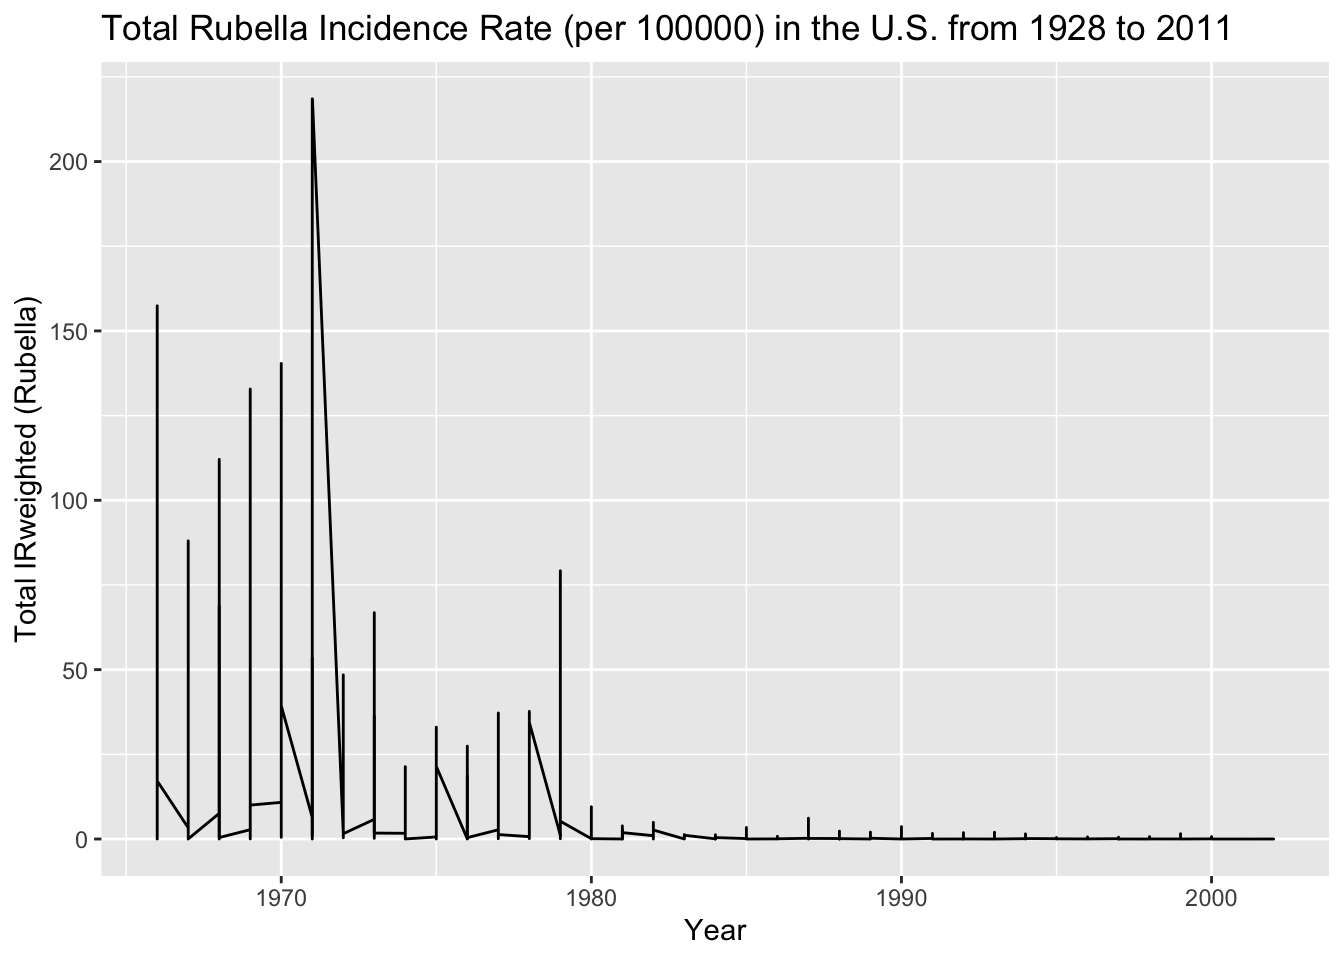 Total Rubella Incidence Rate (per 100000) in the U.S. from 1928 to 2011
Total IRweighted (Rubella)
200
150
100
50
0
1970 1980 1990 2000
Year